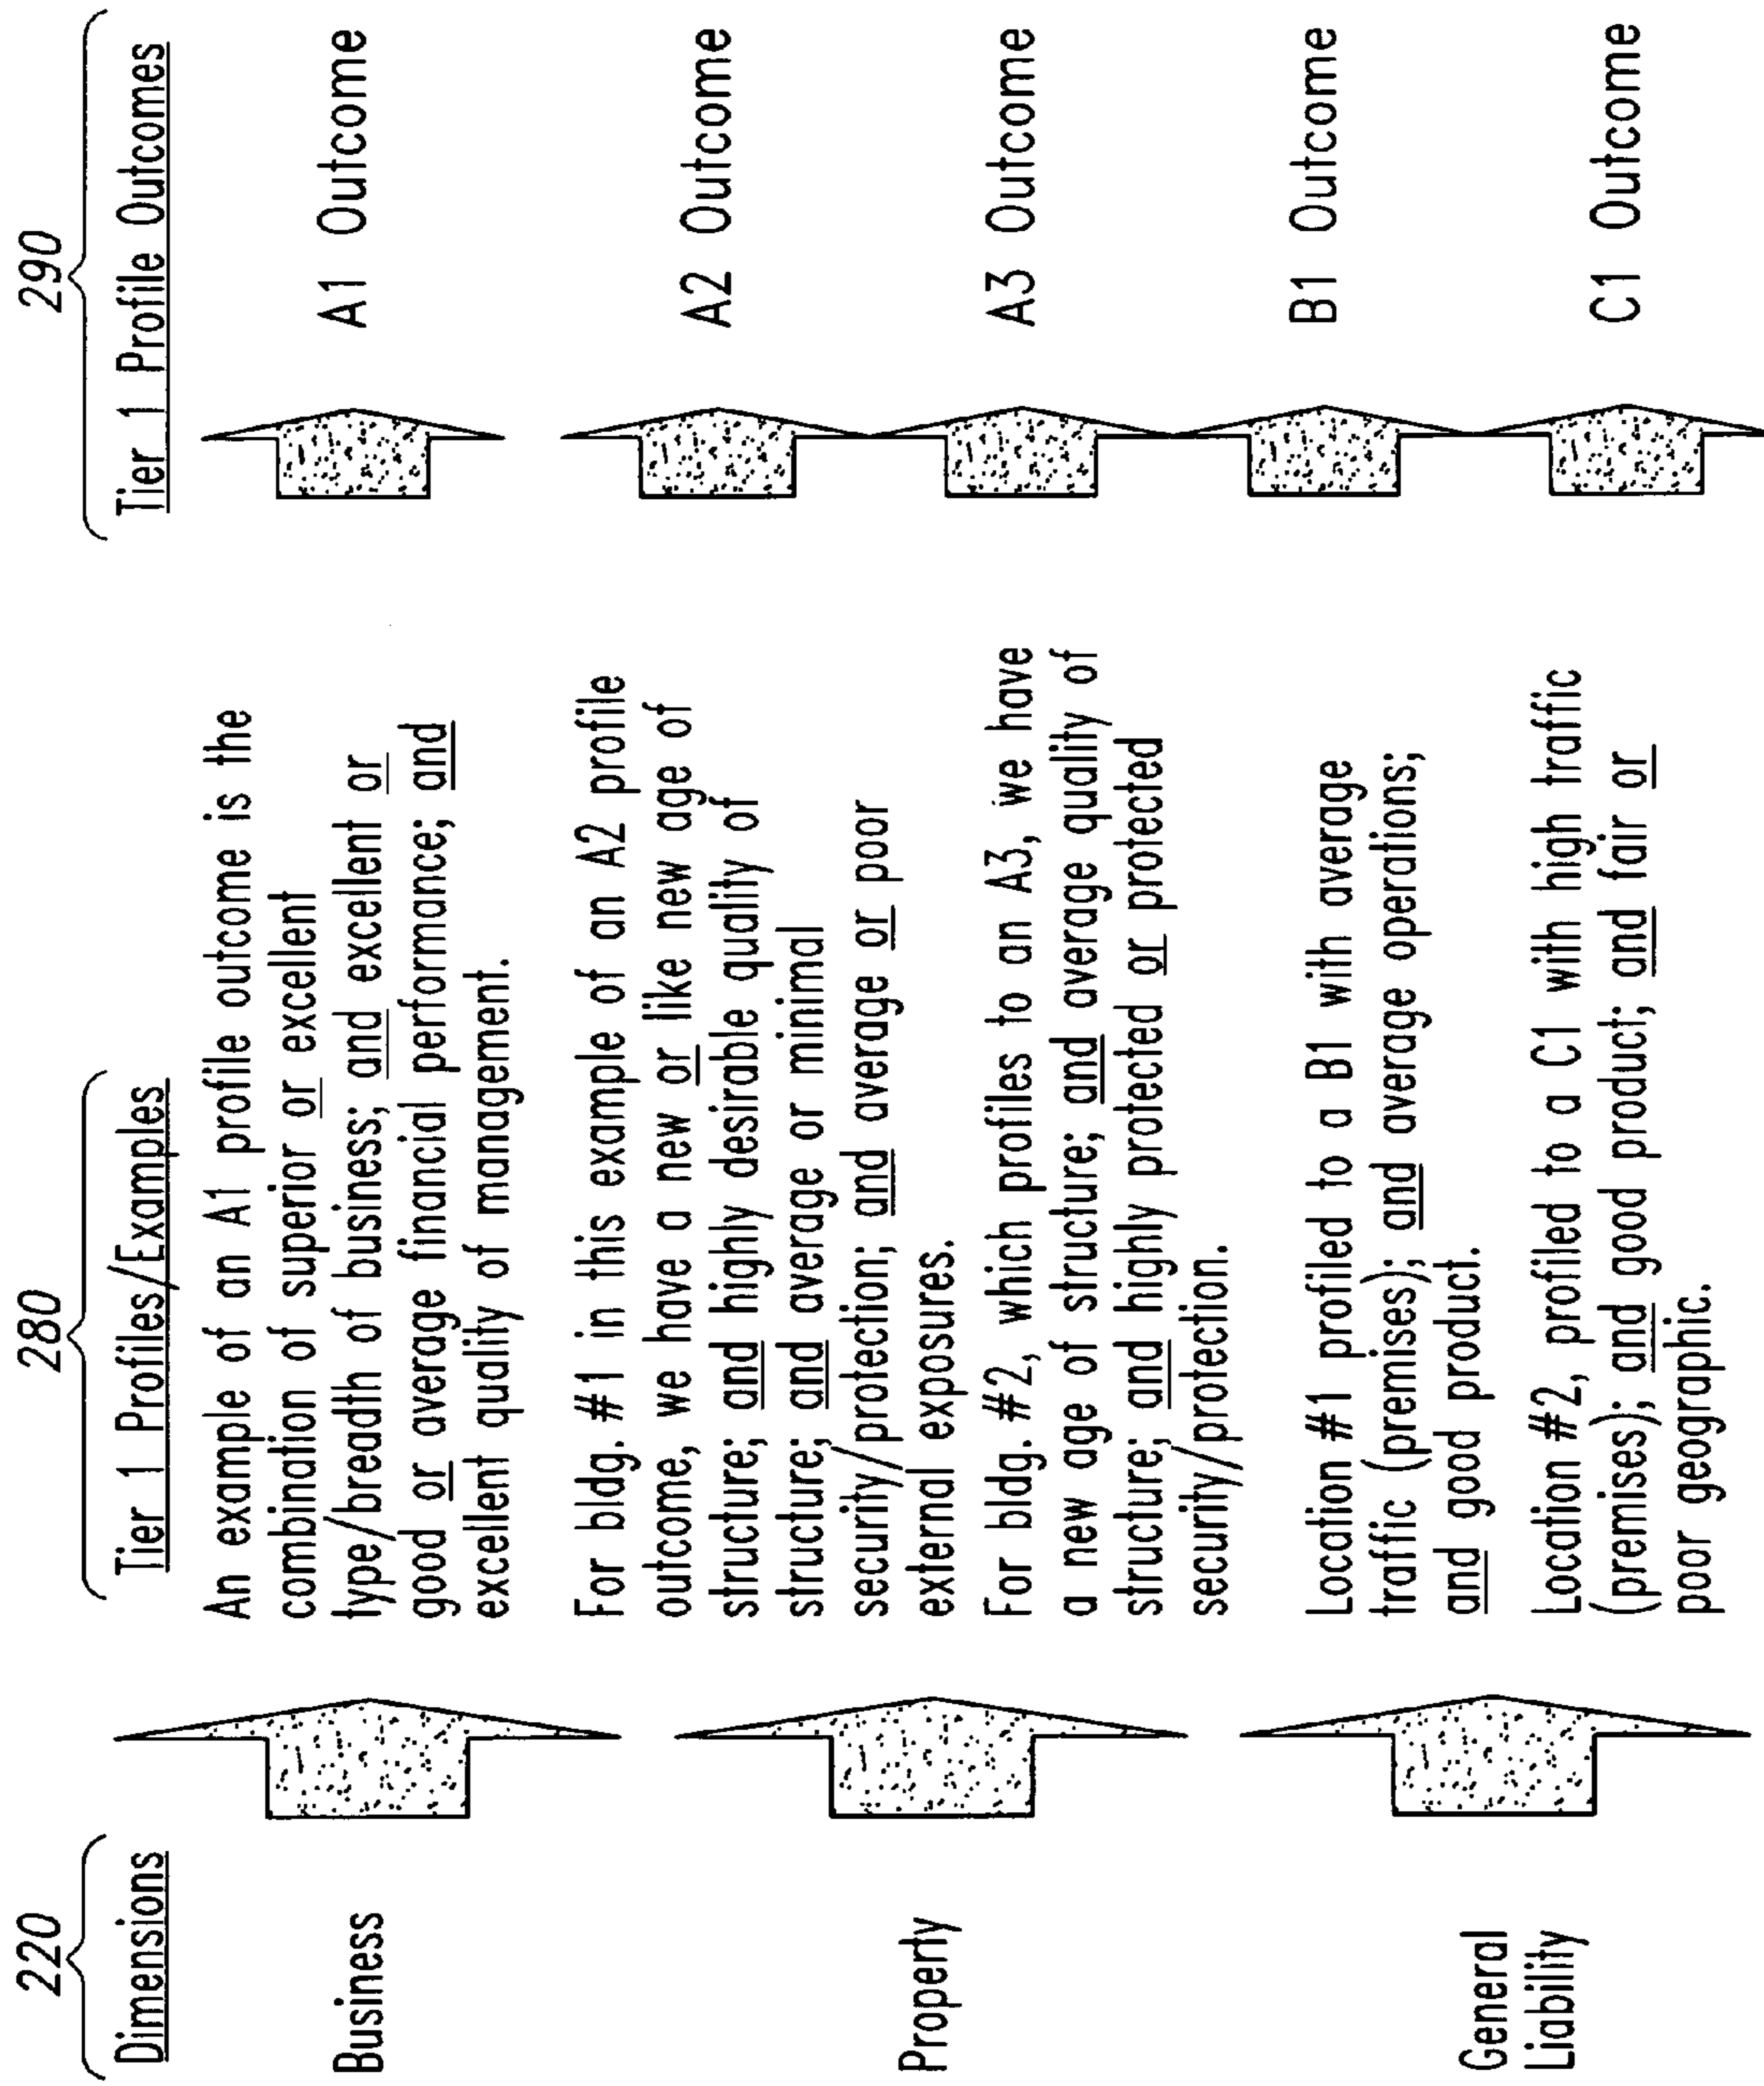 220
Dimensions
Business
Property
General
Liability
280
Tier 1 Profiles/Examples
An example of an A1 profile outcome is the
combination of superior or excellent
type/breadth of business; and excellent or
good or average financial performance; and
excellent quality of management.
For bldg. #1 in this example of an A2 profile
outcome, we have a new or like new age of
structure; and highly desirable quality of
structure; and average or minimal
security/protection; and average or poor
external exposures.
For bldg. #2, which profiles to an A3, we have
a new age of structure; and average quality of
structure; and highly protected or protected
security/protection.
Location #1 profiled to a B1 with average
traffic (premises); and average operations;
and good product.
Location #2, profiled to a C1 with high traffic
(premises); and good product; and fair or
poor geographic.
290
Tier 1 Profile Outcomes
A1 Outcome
A2 Outcome
A3 Outcome
B1 Outcome
C1 Outcome